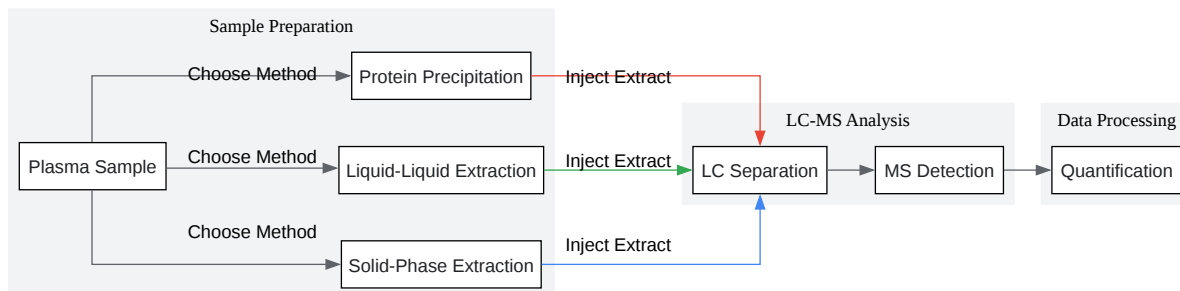 Sample Preparation
Choose Method
Protein Precipitation
Inject Extract
LC-MS Analysis
Data Processing
Plasma Sample
Choose Method
Liquid-Liquid Extraction
Inject Extract
LC Separation
MS Detection
Quantification
Choose Method
Solid-Phase Extraction
Inject Extract